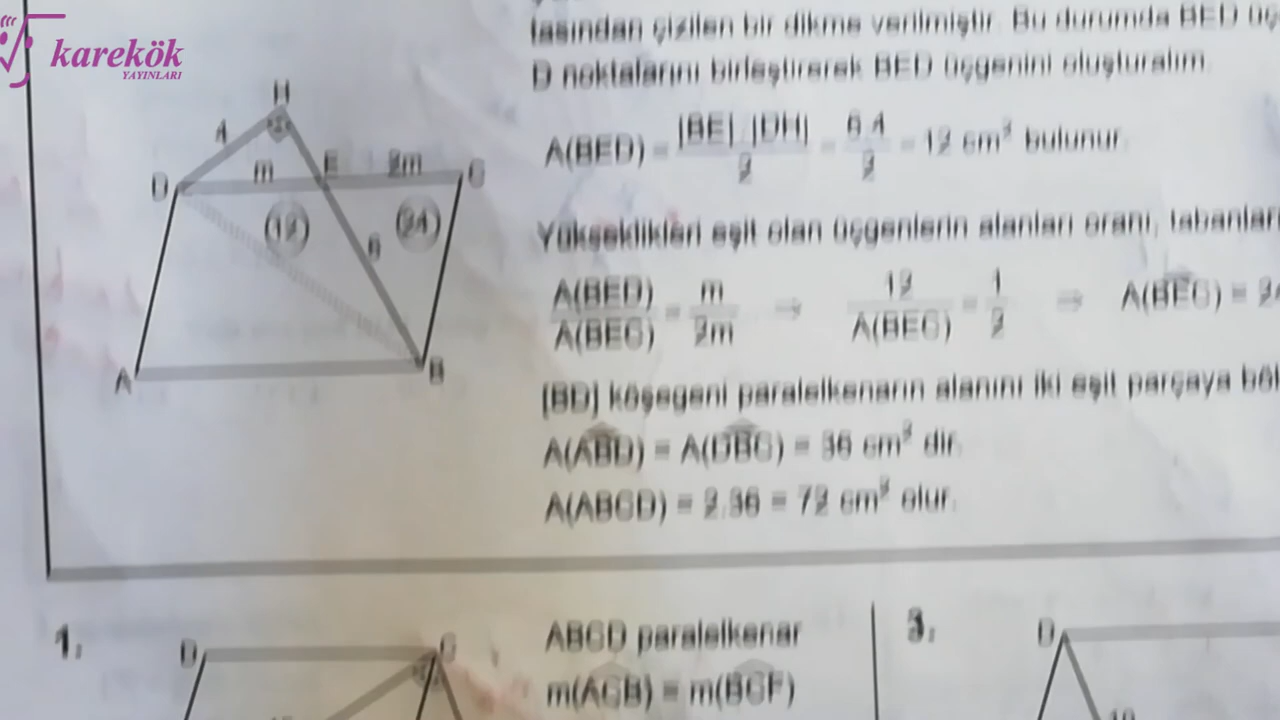 karekök
YAYINLARI
tasından çizilen bir dikme verilmiştir. Bu durumda BED üç
D noktalarını birleştirerek BED üçgenini oluşturalım.
H
4
m
E
2m
D
C
(12)
(24)
6
A
B
A(BED) = |BE|.|DH| / 2 = 6.4 / 2 = 12 cm² bulunur.
Yükseklikleri eşit olan üçgenlerin alanları oranı, tabanları
A(BED) / A(BEC) = m / 2m ⇒ 12 / A(BEC) = 1 / 2 ⇒ A(BEC) = 24
[BD] köşegeni paralelkenarın alanını iki eşit parçaya böl
A(ABD) = A(DBC) = 36 cm² dir.
A(ABCD) = 2.36 = 72 cm² olur.
1.
D
C
ABCD paralelkenar
m(ACB) = m(BCF)
3.
D
10